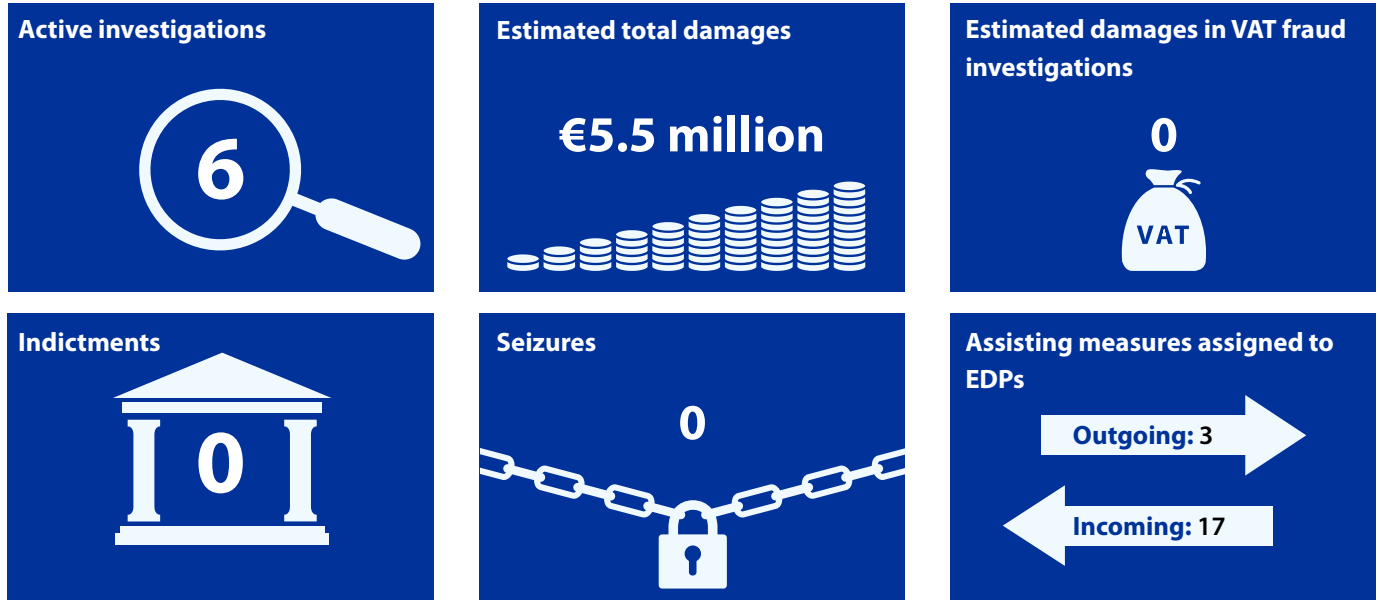 Active investigations
6
Estimated total damages
€5.5 million
Estimated damages in VAT fraud
investigations
0
VAT
Indictments
0
Seizures
0
Assisting measures assigned to
EDPs
Outgoing: 3
Incoming: 17